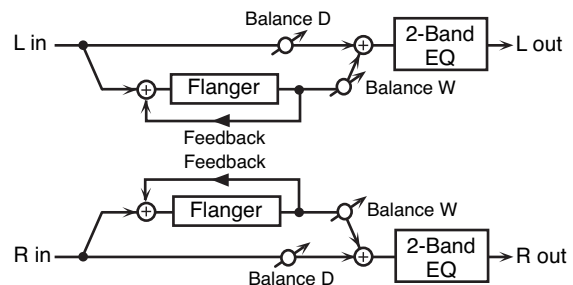 Balance D
L in
+
2-Band
EQ
L out
+
Flanger
Balance W
Feedback
Feedback
+
Flanger
Balance W
R in
Balance D
+
2-Band
EQ
R out